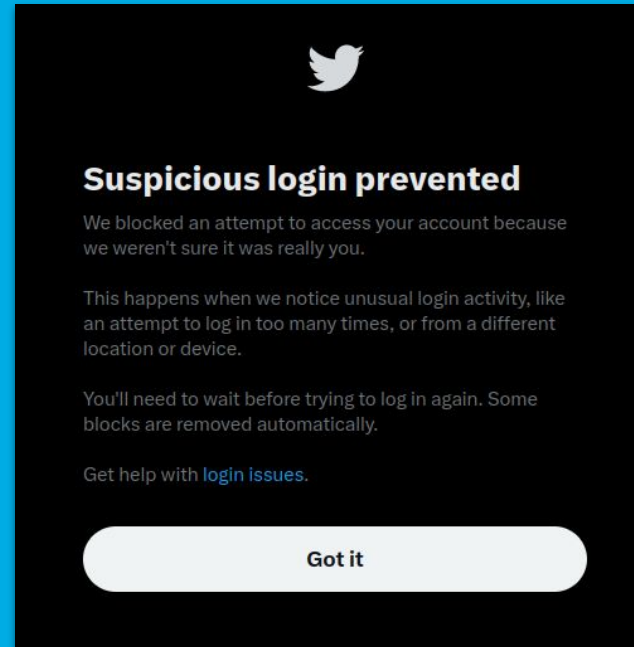 Suspicious login prevented
We blocked an attempt to access your account because
we weren't sure it was really you.
This happens when we notice unusual login activity, like
an attempt to log in too many times, or from a different
location or device.
You'll need to wait before trying to log in again. Some
blocks are removed automatically.
Get help with login issues.
Got it